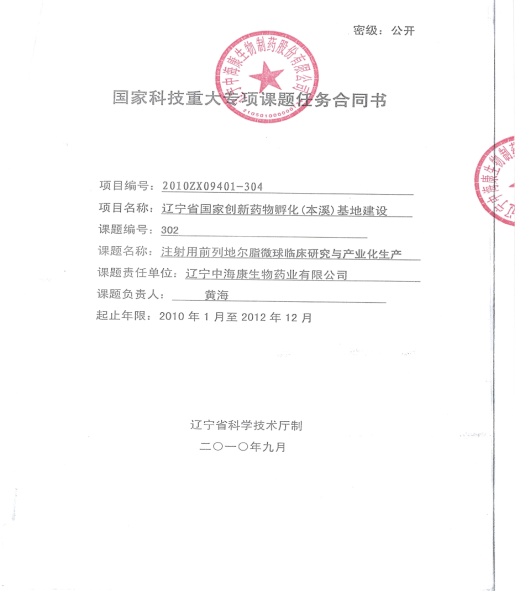 密级：公开
国家科技重大专项课题任务合同书
项目编号：2010ZX09401-304
项目名称：辽宁省国家创新药物孵化(本溪)基地建设
课题编号：302
课题名称：注射用前列地尔脂微球临床研究与产业化生产
课题责任单位：辽宁中海康生物药业有限公司
课题负责人：黄海
起止年限：2010 年 1 月至 2012 年 12 月
辽宁省科学技术厅制
二〇一〇年九月